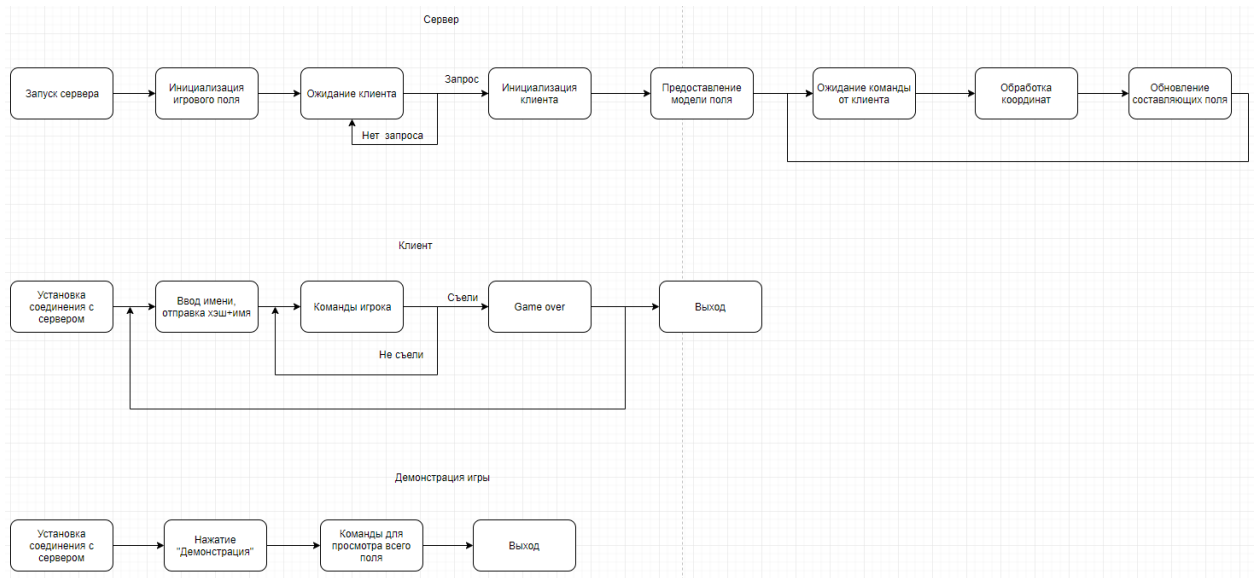 Сервер
Запуск сервера
Инициализация
игрового поля
Ожидание клиента
Запрос
Нет запроса
Инициализация
клиента
Предоставление
модели поля
Ожидание команды
от клиента
Обработка
координат
Обновление
составляющих поля
Клиент
Установка
соединения с
сервером
Ввод имени,
отправка хэш+имя
Команды игрока
Съели
Не съели
Game over
Выход
Демонстрация игры
Установка
соединения с
сервером
Нажатие
"Демонстрация"
Команды для
просмотра всего
поля
Выход